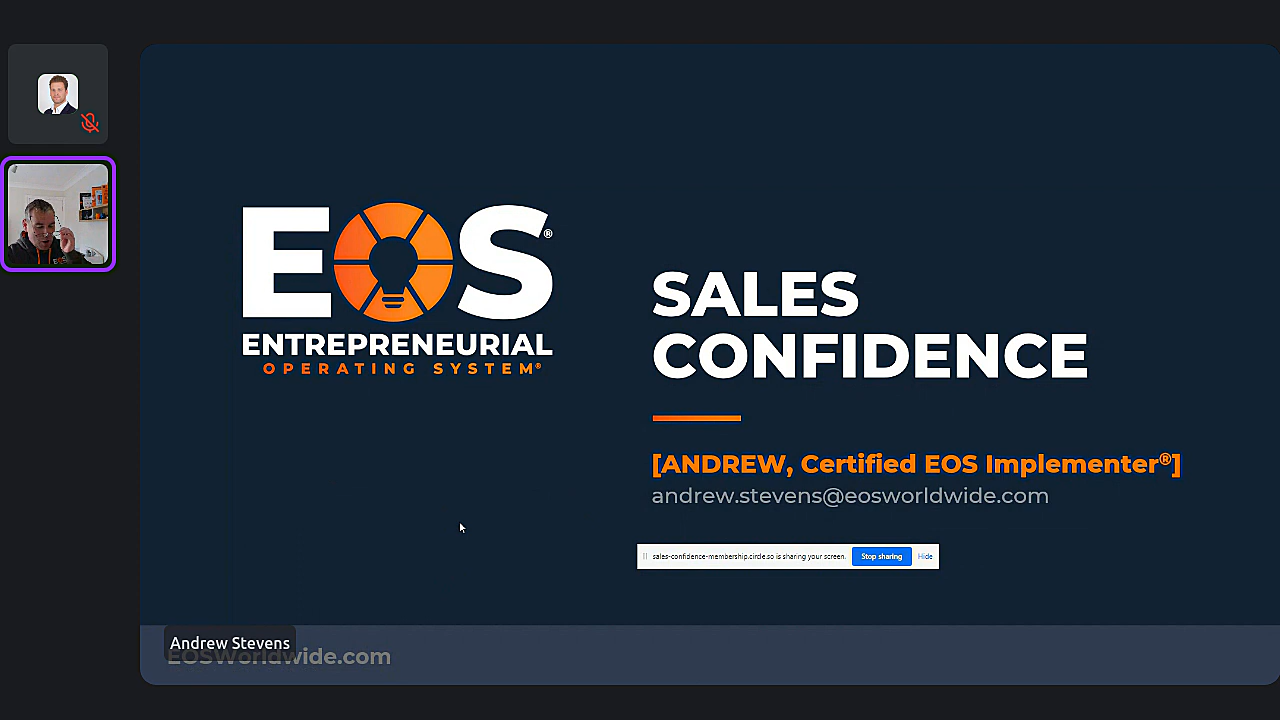 EOS®
ENTREPRENEURIAL
OPERATING SYSTEM®
SALES
CONFIDENCE
[ANDREW, Certified EOS Implementer®]
andrew.stevens@eosworldwide.com
sales-confidence-membership.circle.so is sharing your screen.
Stop sharing
Hide
Andrew Stevens
EOSWorldwide.com